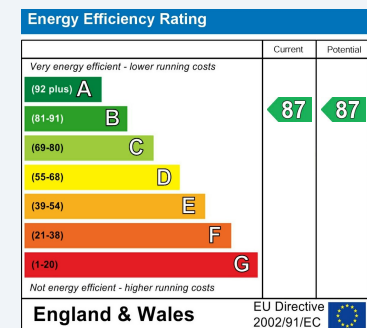 Energy Efficiency Rating
Current Potential
Very energy efficient - lower running costs
(92 plus) A
(81-91) B
87 87
(69-80) C
(55-68) D
(39-54) E
(21-38) F
(1-20) G
Not energy efficient - higher running costs
England & Wales
EU Directive
2002/91/EC